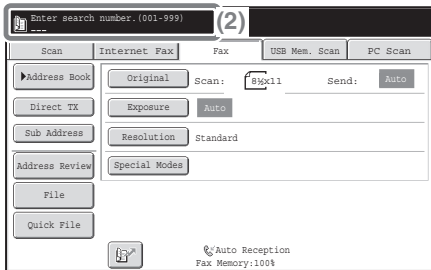 Enter search number.(001-999)
---
(2)
Scan Internet Fax Fax USB Mem. Scan PC Scan
Address Book Original Scan: 8½x11 Send: Auto
Direct TX Exposure Auto
Sub Address Resolution Standard
Address Review Special Modes
File
Quick File
Auto Reception
Fax Memory:100%